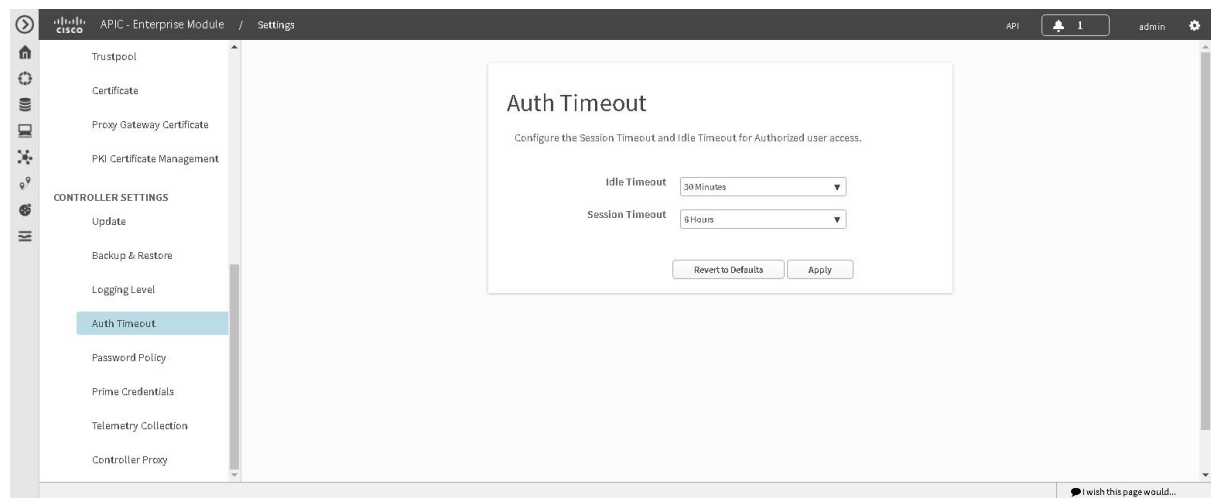 CISCO APIC - Enterprise Module / Settings API 1 admin
Trustpool
Certificate
Proxy Gateway Certificate
PKI Certificate Management
CONTROLLER SETTINGS
Update
Backup & Restore
Logging Level
Auth Timeout
Password Policy
Prime Credentials
Telemetry Collection
Controller Proxy
Auth Timeout
Configure the Session Timeout and Idle Timeout for Authorized user access.
Idle Timeout 30 Minutes
Session Timeout 6 Hours
Revert to Defaults Apply
I wish this page would...